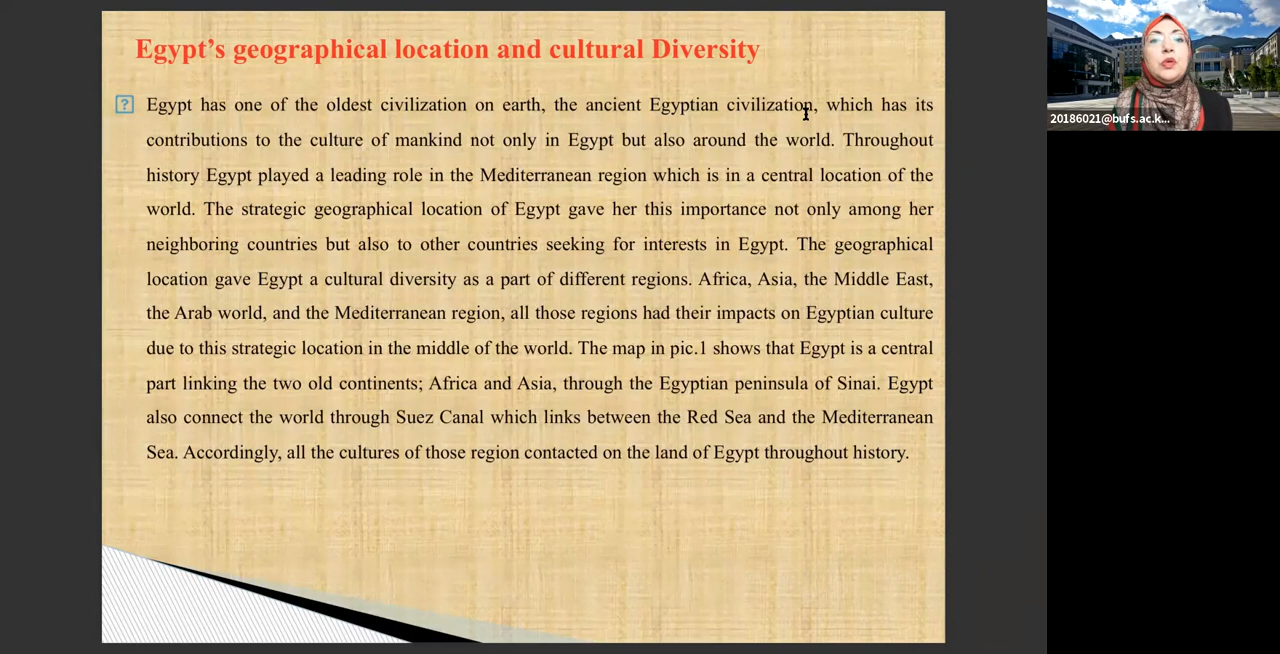 Egypt's geographical location and cultural Diversity
Egypt has one of the oldest civilization on earth, the ancient Egyptian civilization, which has its
contributions to the culture of mankind not only in Egypt but also around the world. Throughout
history Egypt played a leading role in the Mediterranean region which is in a central location of the
world. The strategic geographical location of Egypt gave her this importance not only among her
neighboring countries but also to other countries seeking for interests in Egypt. The geographical
location gave Egypt a cultural diversity as a part of different regions. Africa, Asia, the Middle East,
the Arab world, and the Mediterranean region, all those regions had their impacts on Egyptian culture
due to this strategic location in the middle of the world. The map in pic.1 shows that Egypt is a central
part linking the two old continents; Africa and Asia, through the Egyptian peninsula of Sinai. Egypt
also connect the world through Suez Canal which links between the Red Sea and the Mediterranean
Sea. Accordingly, all the cultures of those region contacted on the land of Egypt throughout history.
20186021@bufs.ac.k...